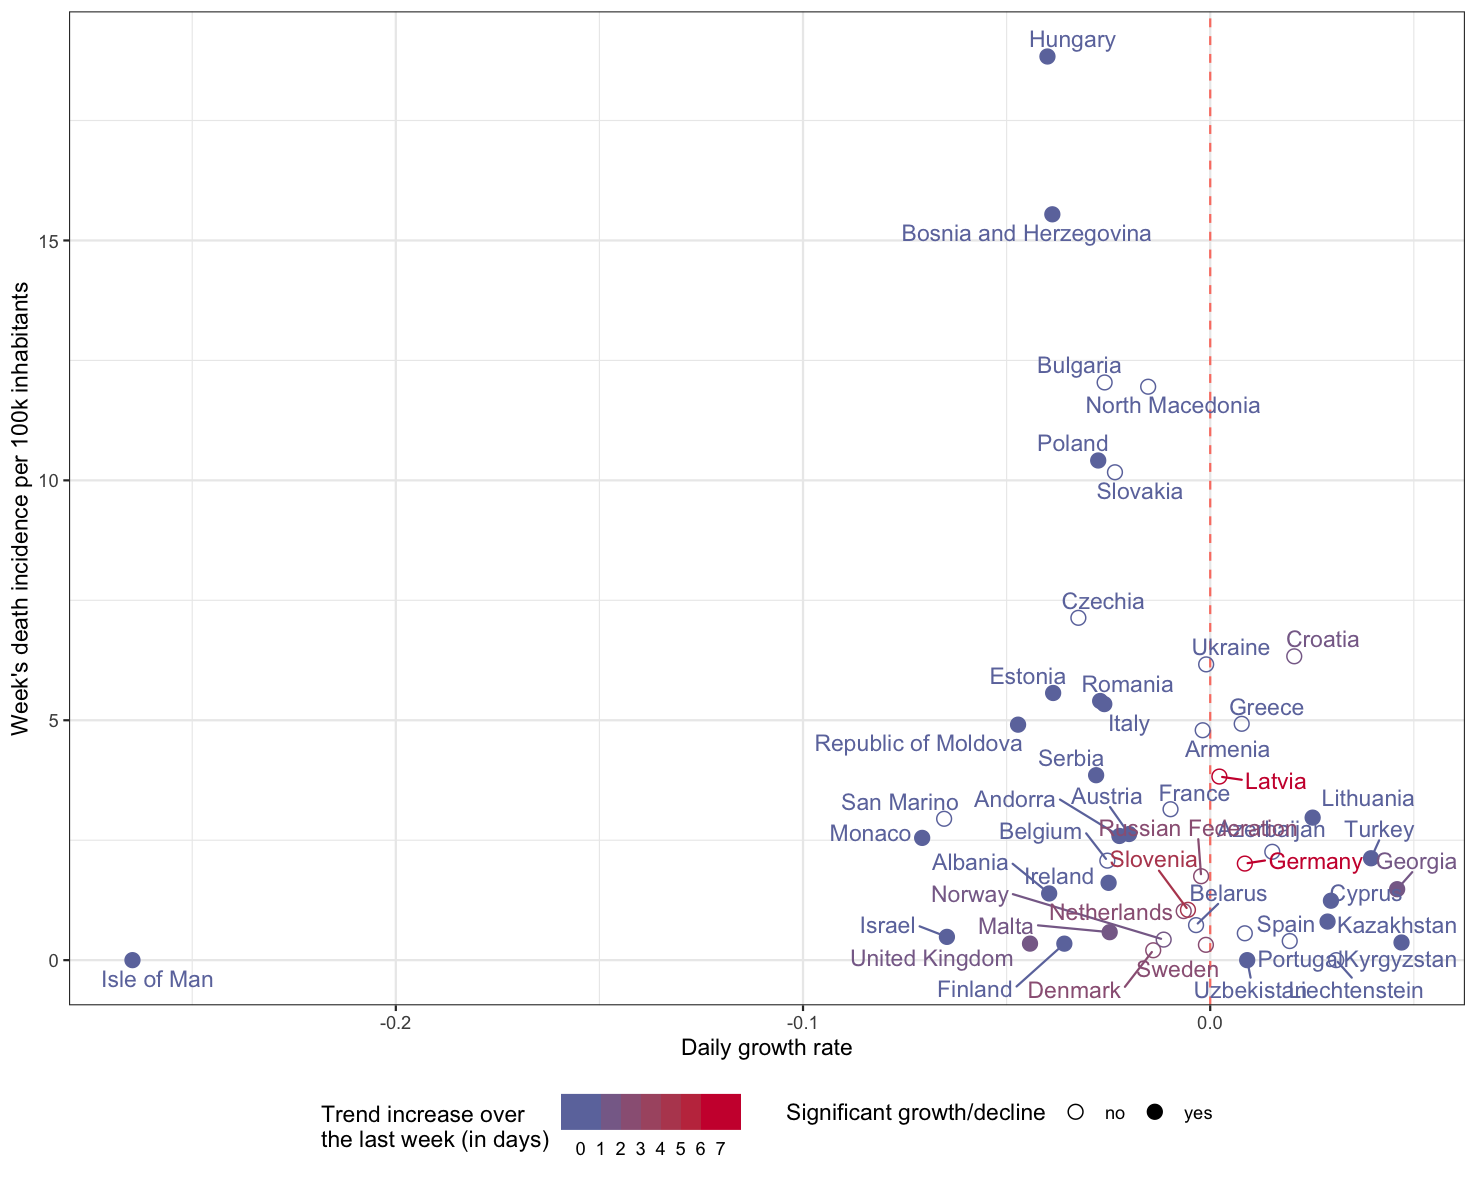 Hungary
Bosnia and Herzegovina
Bulgaria
North Macedonia
Poland
Slovakia
Czechia
Ukraine
Croatia
Estonia
Romania
Italy
Greece
Republic of Moldova
Armenia
Serbia
Latvia
San Marino
Andorra
Austria
France
Lithuania
Monaco
Belgium
Russian Federation
Azerbaijan
Turkey
Albania
Ireland
Slovenia
Germany
Georgia
Norway
Netherlands
Belarus
Cyprus
Israel
Malta
Spain
Kazakhstan
United Kingdom
Sweden
Portugal
Kyrgyzstan
Isle of Man
Finland
Denmark
Uzbekistan
Liechtenstein
15
10
5
0
Week's death incidence per 100k inhabitants
-0.2
-0.1
0.0
Daily growth rate
Trend increase over
the last week (in days)
0 1 2 3 4 5 6 7
Significant growth/decline
no
yes